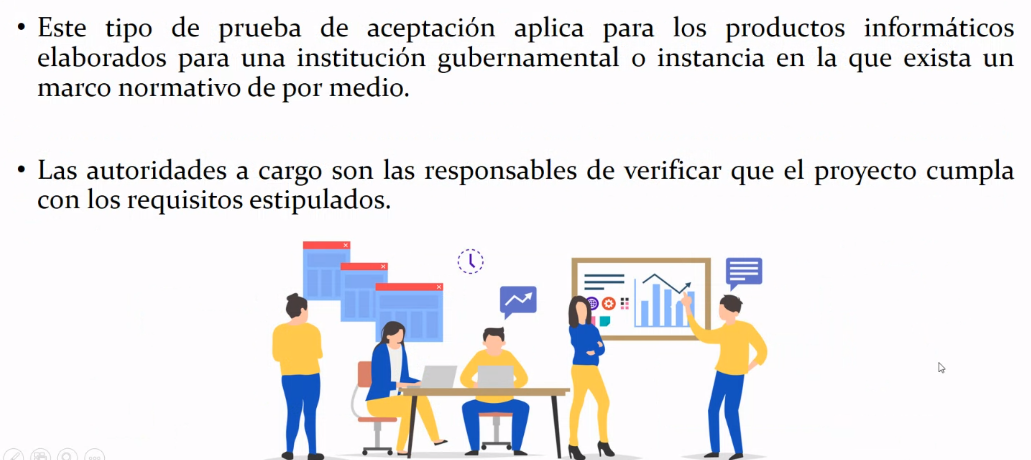 • Este tipo de prueba de aceptación aplica para los productos informáticos
elaborados para una institución gubernamental o instancia en la que exista un
marco normativo de por medio.
• Las autoridades a cargo son las responsables de verificar que el proyecto cumpla
con los requisitos estipulados.